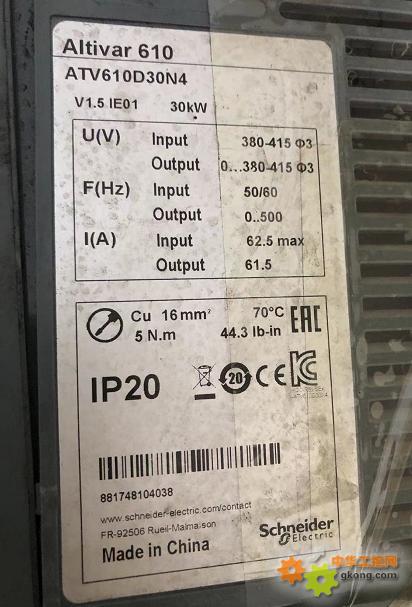 Altivar 610
ATV610D30N4
V1.5 IE01 30kW
U(V) Input 380-415 Φ3
Output 0...380-415 Φ3
F(Hz) Input 50/60
Output 0..500
I(A) Input 62.5 max
Output 61.5
Cu 16 mm² 70°C
5 N.m 44.3 lb-in
EAC
IP20
20
CE
881748104038
www.schneider-electric.com/contact
FR-92506 Rueil-Malmaison
Made in China
Schneider
Electric
中华工控网
gkong.com